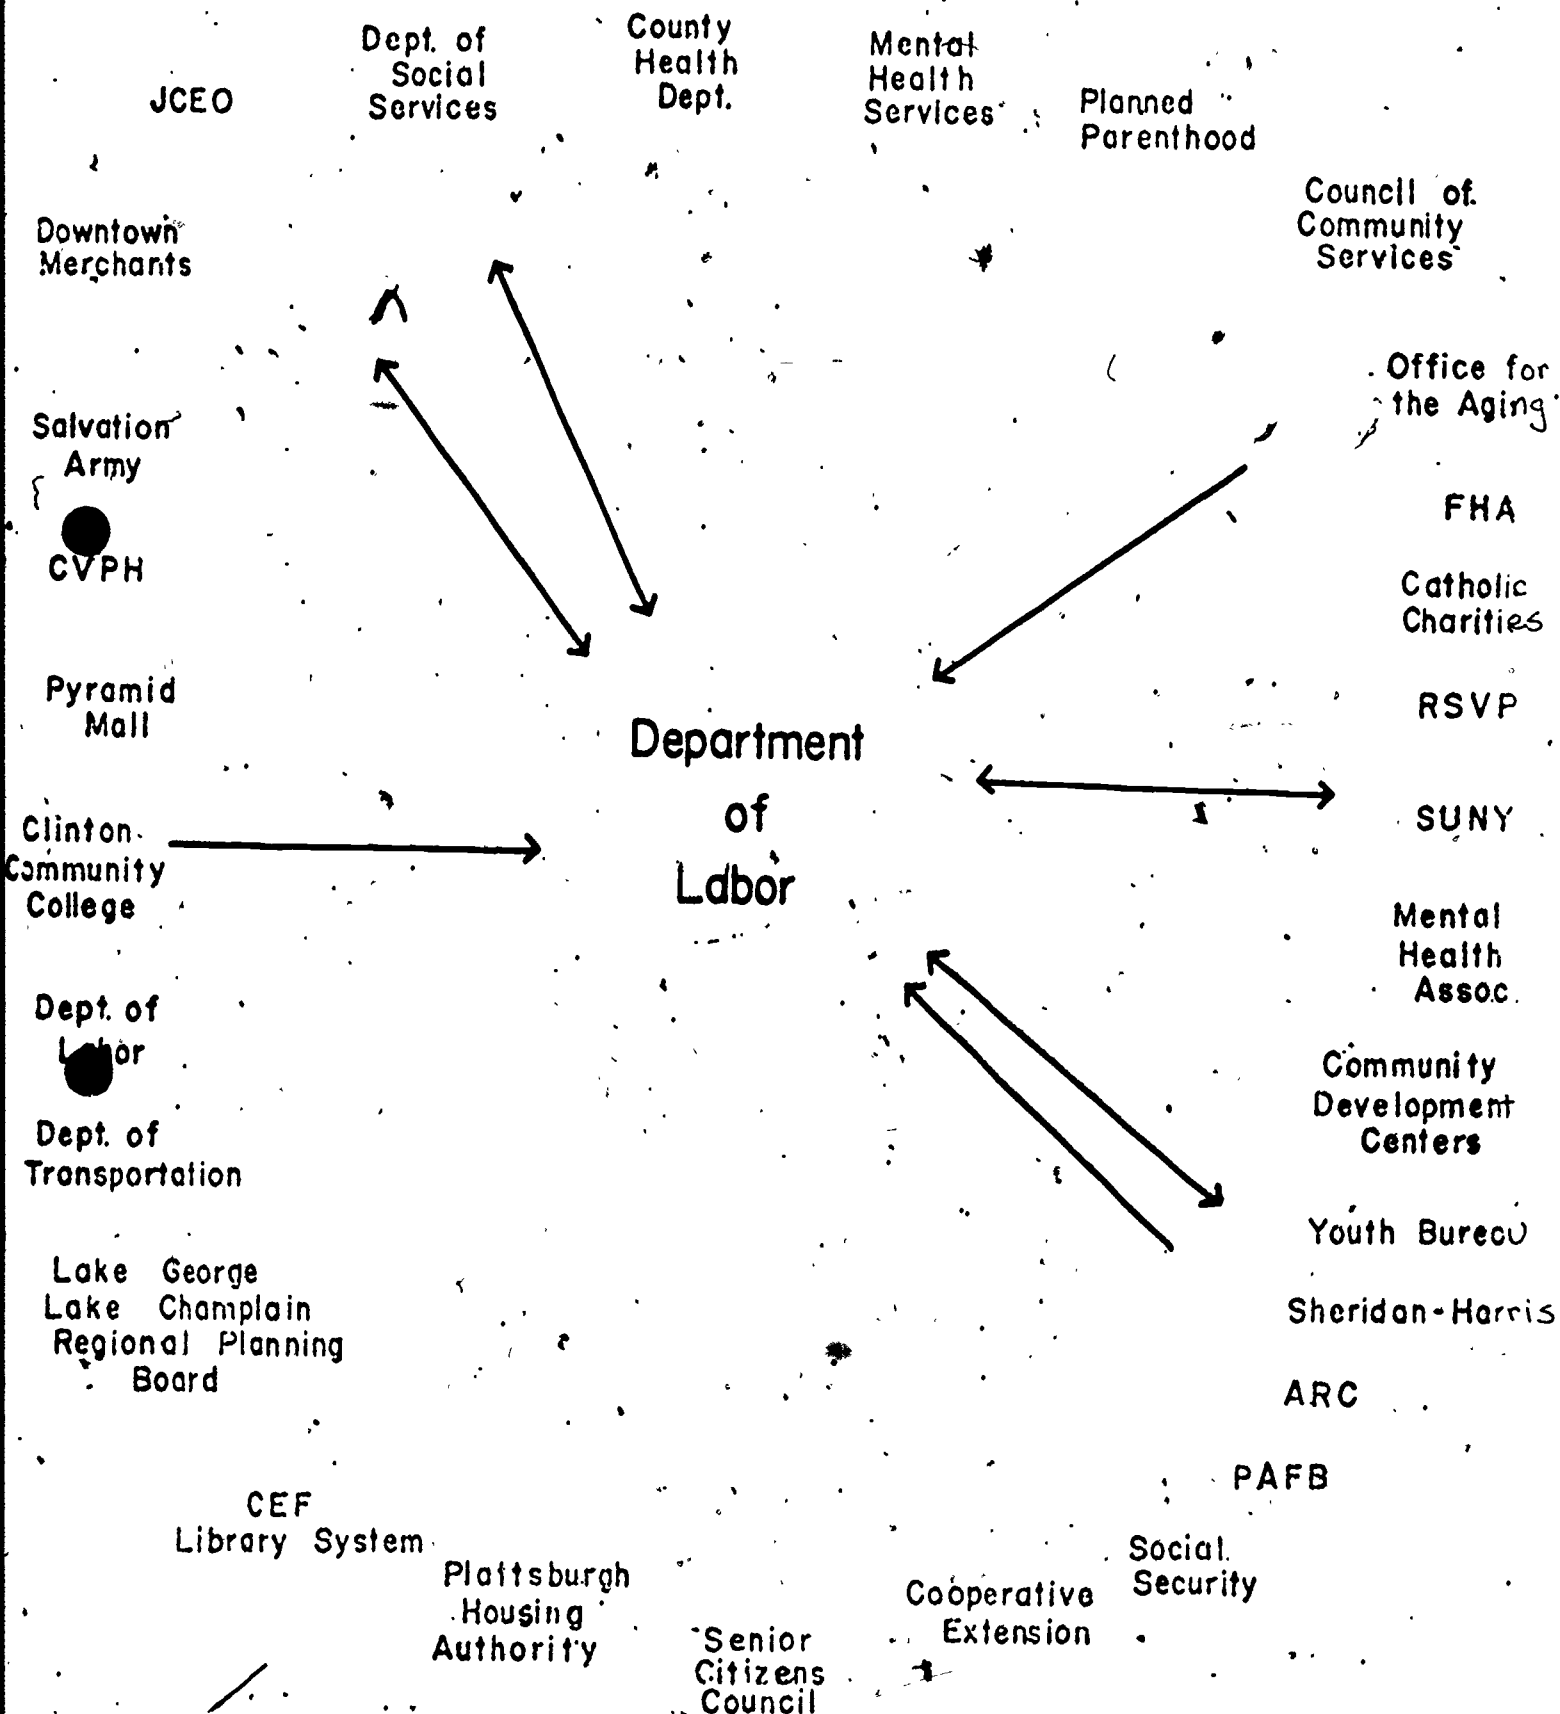 JCEO
Dept. of
Social
Services
County
Health
Dept.
Mental
Health
Services
Planned
Parenthood
Council of
Community
Services
Office for
the Aging
FHA
Catholic
Charities
RSVP
SUNY
Mental
Health
Assoc.
Community
Development
Centers
Youth Bureau
Sheridan-Harris
ARC
PAFB
Social
Security
Cooperative
Extension
Senior
Citizens
Council
Plattsburgh
Housing
Authority
CEF
Library System
Lake George
Lake Champlain
Regional Planning
Board
Dept. of
Transportation
Dept. of
Labor
Clinton
Community
College
Pyramid
Mall
CVPH
Salvation
Army
Downtown
Merchants
Department
of
Labor